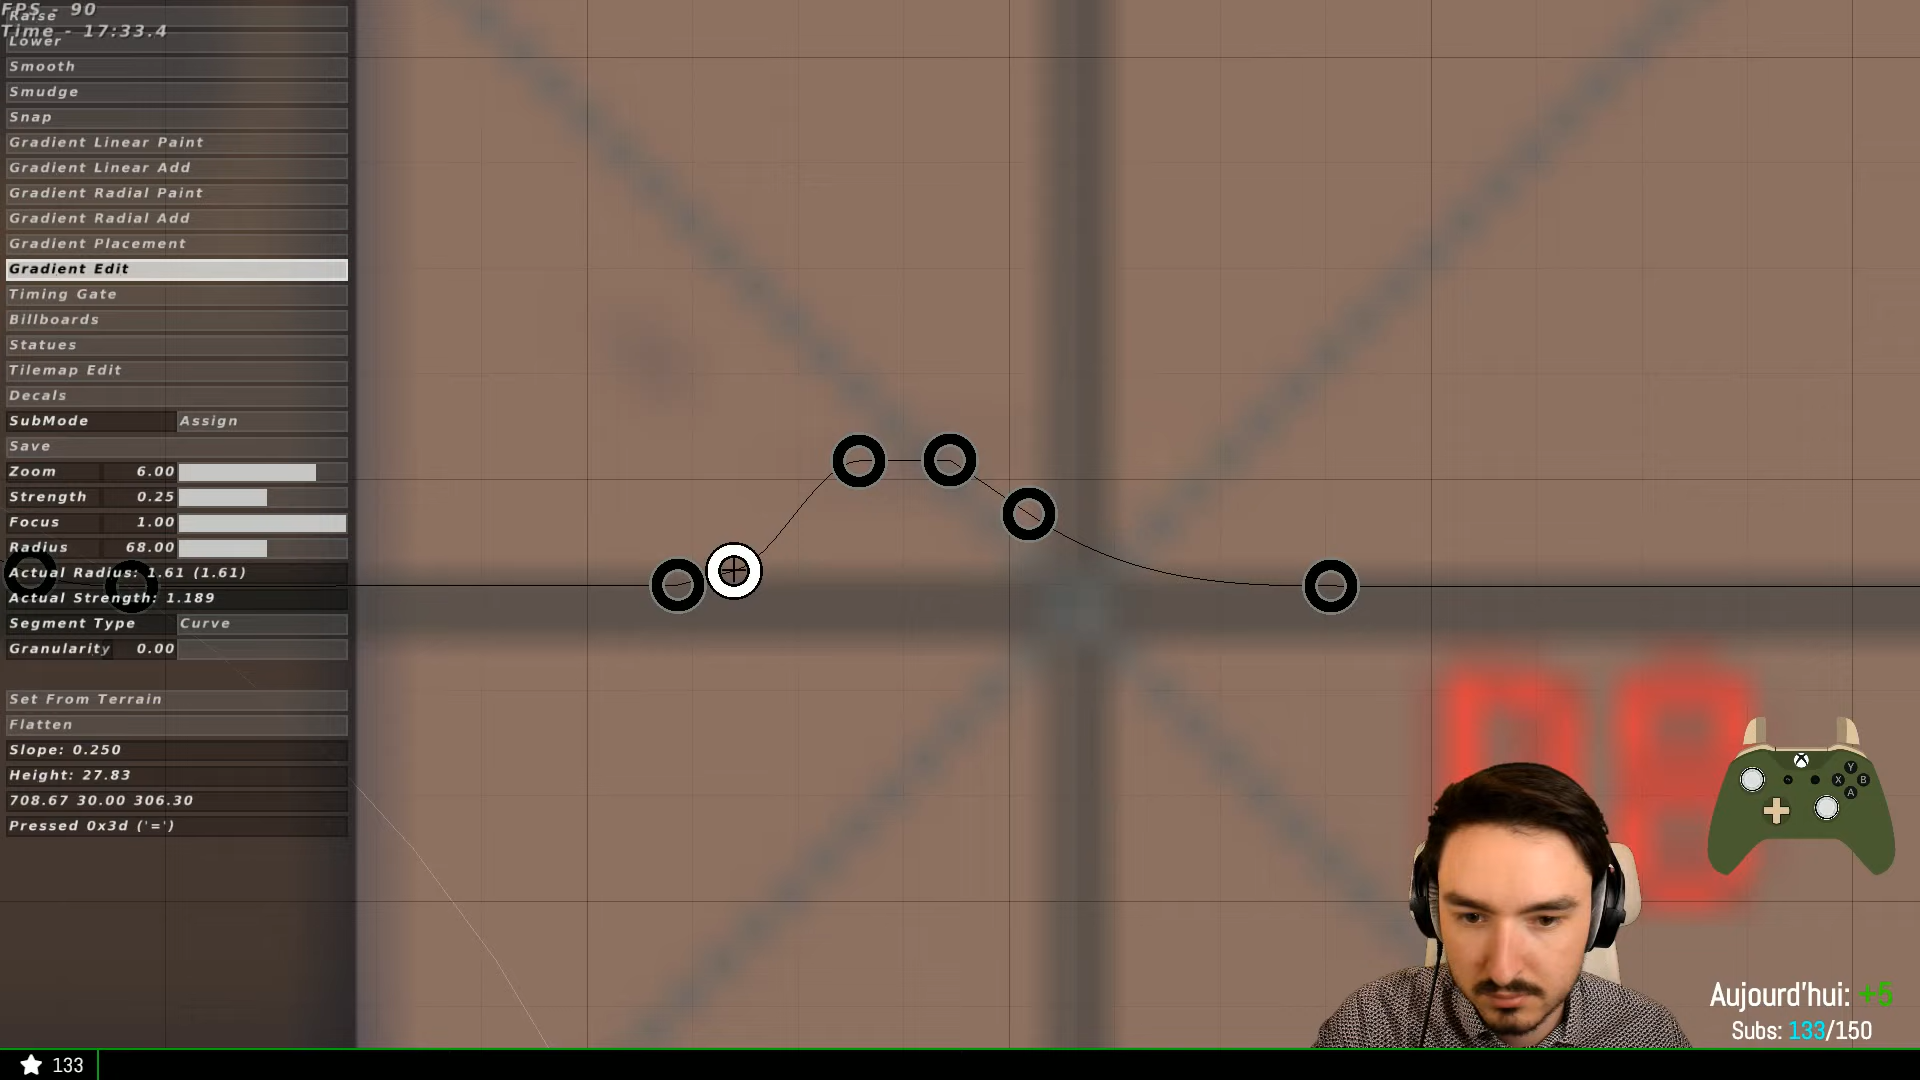 FPS - 90
Raise
Time - 17:33.4
Lower
Smooth
Smudge
Snap
Gradient Linear Paint
Gradient Linear Add
Gradient Radial Paint
Gradient Radial Add
Gradient Placement
Gradient Edit
Timing Gate
Billboards
Statues
Tilemap Edit
Decals
SubMode Assign
Save
Zoom 6.00
Strength 0.25
Focus 1.00
Radius 68.00
Actual Radius: 1.61 (1.61)
Actual Strength: 1.189
Segment Type Curve
Granularity 0.00
Set From Terrain
Flatten
Slope: 0.250
Height: 27.83
708.67 30.00 306.30
Pressed 0x3d ('=')
Y
X B
A
Aujourd'hui: +5
Subs: 133/150
133